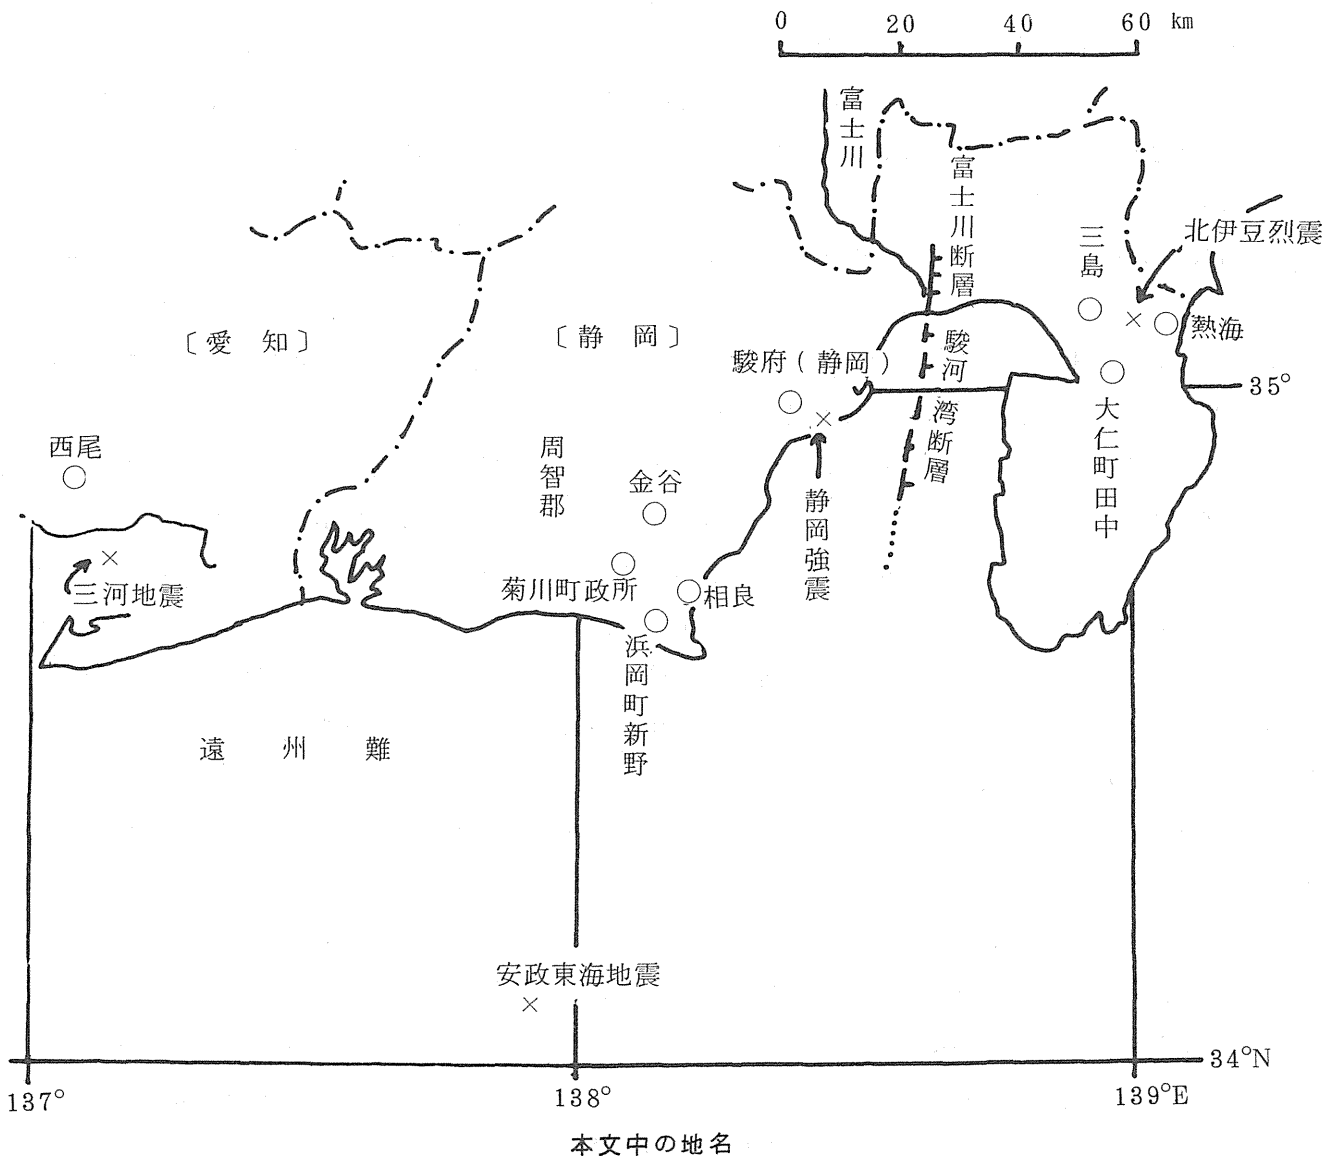 0 20 40 60 km
富士川
富士川断層
三島
北伊豆烈震
熱海
〔愛 知〕
〔静 岡〕
駿府(静岡)
駿河湾断層
35°
大仁町田中
西尾
周智郡
金谷
静岡強震
三河地震
菊川町政所
相良
浜岡町新野
遠 州 難
安政東海地震
34°N
137°
138°
139°E
本文中の地名